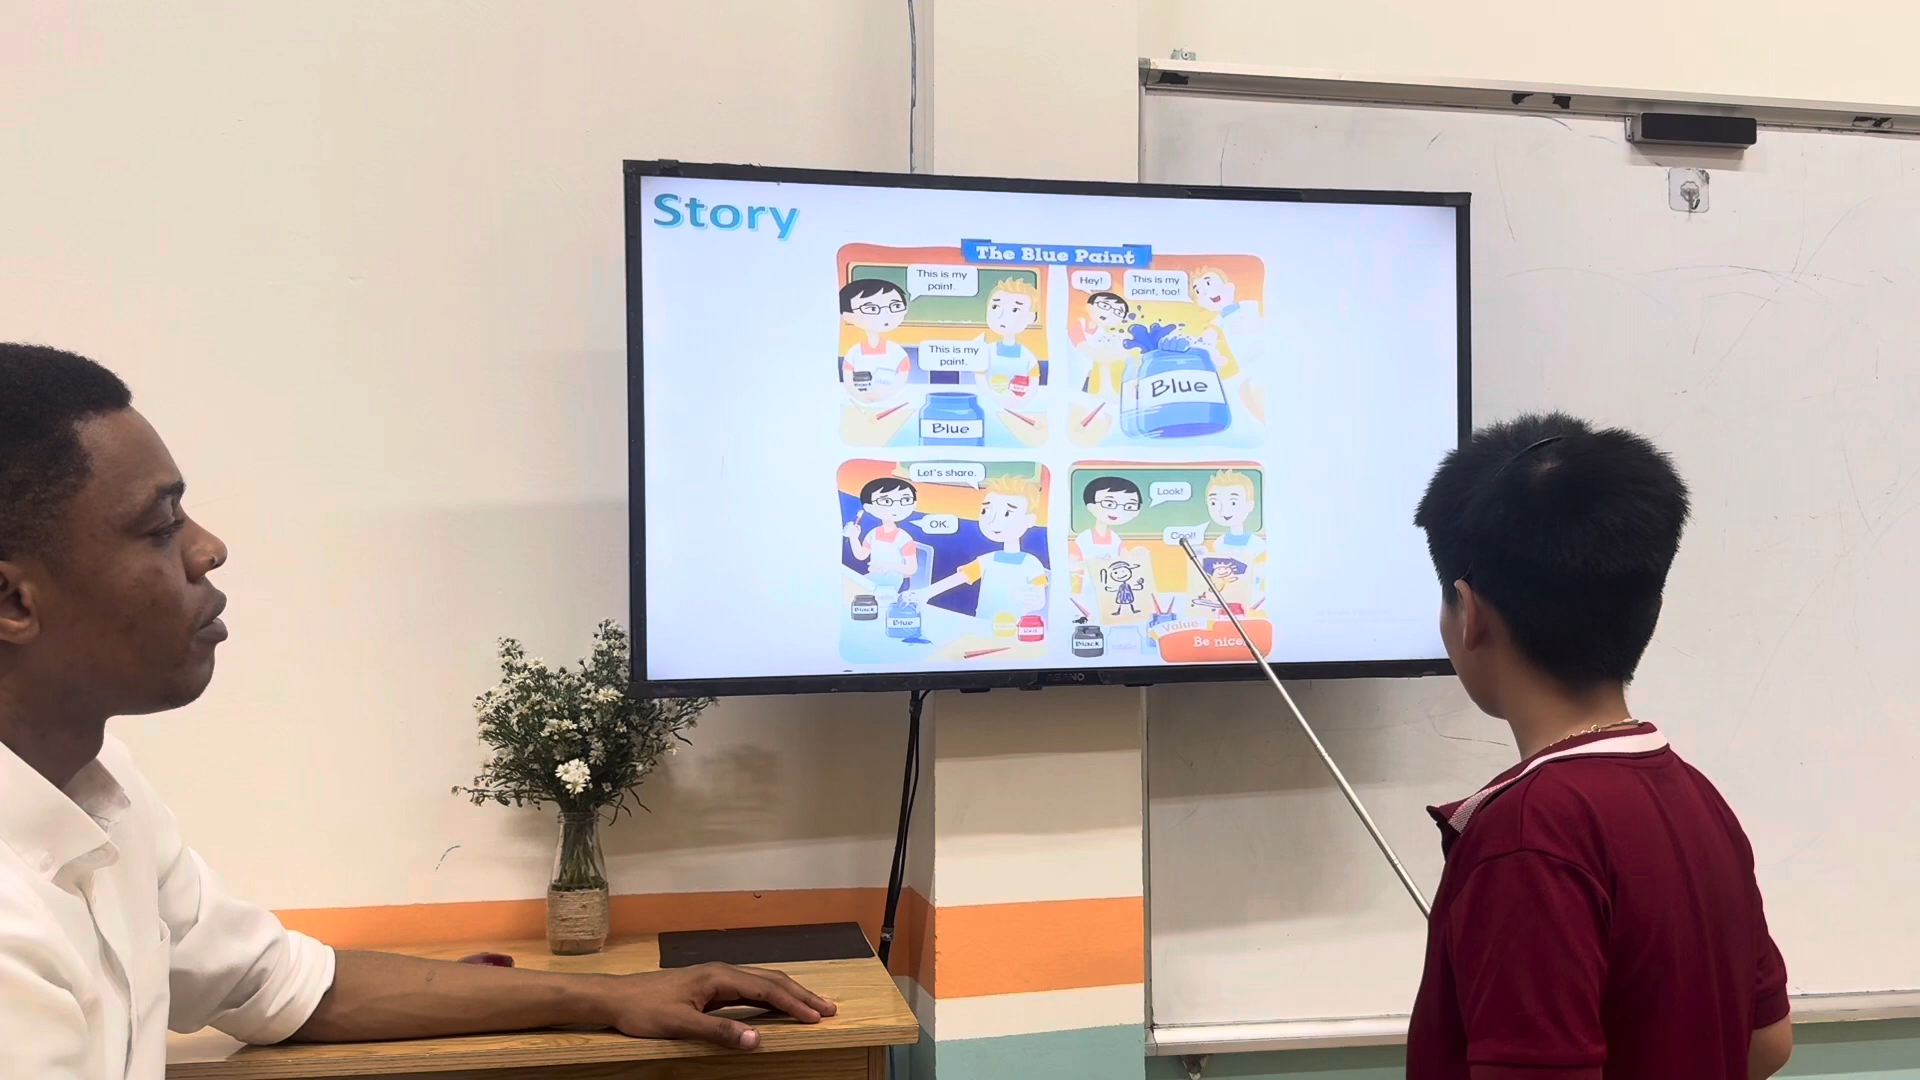 Story
The Blue Paint
This is my
paint.
This is my
paint.
Blue
Hey!
This is my
paint, too!
Blue
Let's share.
OK.
Black
Blue
Look!
Cool!
Black
Value
Be nice.